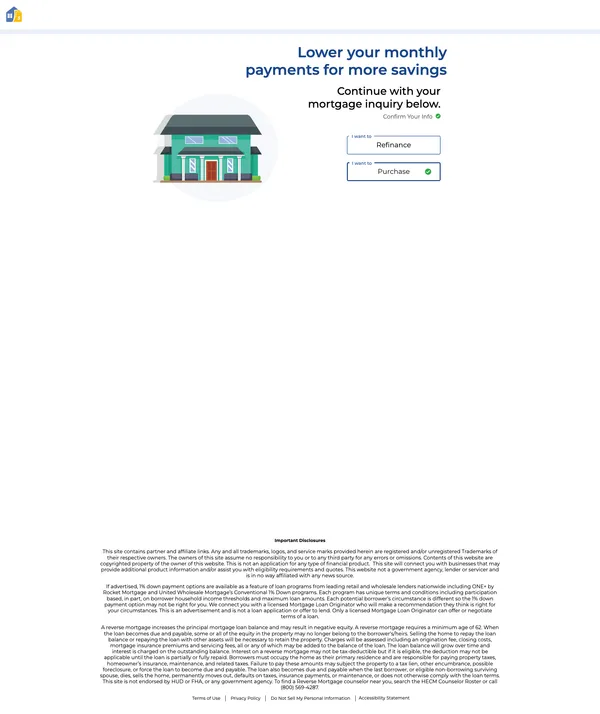 Lower your monthly
payments for more savings
Continue with your
mortgage inquiry below.
Confirm Your Info
I want to
Refinance
I want to
Purchase
Important Disclosures
This site contains partner and affiliate links. Any and all trademarks, logos, and service marks provided herein are registered and/or unregistered Trademarks of
their respective owners. The owners of this site assume no responsibility to you or to any third party for any errors or omissions. Contents of this website are
copyrighted property of the owner of this website. This is not an application for any type of financial product. This site will connect you with businesses that may
provide additional product information and/or assist you with eligibility requirements and quotes. This website not a government agency, lender or servicer and
is in no way affiliated with any news source.
If advertised, 1% down payment options are available as a feature of loan programs from leading retail and wholesale lenders nationwide including ONE+ by
Rocket Mortgage and United Wholesale Mortgage's Conventional 1% Down programs. Each program has unique terms and conditions including participation
based, in part, on borrower household income thresholds and maximum loan amounts. Each potential borrower's circumstance is different so the 1% down
payment option may not be right for you. We connect you with a licensed Mortgage Loan Originator who will make a recommendation they think is right for
your circumstances. This is an advertisement and is not a loan application or offer to lend. Only a licensed Mortgage Loan Originator can offer or negotiate
terms of a loan.
A reverse mortgage increases the principal mortgage loan balance and may result in negative equity. A reverse mortgage requires a minimum age of 62. When
the loan becomes due and payable, some or all of the equity in the property may no longer belong to the borrower's/heirs. Selling the home to repay the loan
balance or repaying the loan with other assets will be necessary to retain the property. Charges will be assessed including an origination fee, closing costs,
mortgage insurance premiums and servicing fees, all or any of which may be added to the balance of the loan. The loan balance will grow over time and
interest is charged on the outstanding balance. Interest on a reverse mortgage may not be tax-deductible but if it is eligible, the deduction may not be
applicable until the loan is partially or fully repaid. Borrowers must occupy the home as their primary residence and are responsible for paying property taxes,
homeowner's insurance, maintenance, and related taxes. Failure to pay these amounts may subject the property to a tax lien, other encumbrance, possible
foreclosure, or force the loan to become due and payable. The loan also becomes due and payable when the last borrower, or eligible non-borrowing surviving
spouse, dies, sells the home, permanently moves out, defaults on taxes, insurance payments, or maintenance, or does not otherwise comply with the loan terms.
This site is not endorsed by HUD or FHA, or any government agency. To find a Reverse Mortgage counselor near you, search the HECM Counselor Roster or call
(800) 569-4287.
Terms of Use | Privacy Policy | Do Not Sell My Personal Information | Accessibility Statement